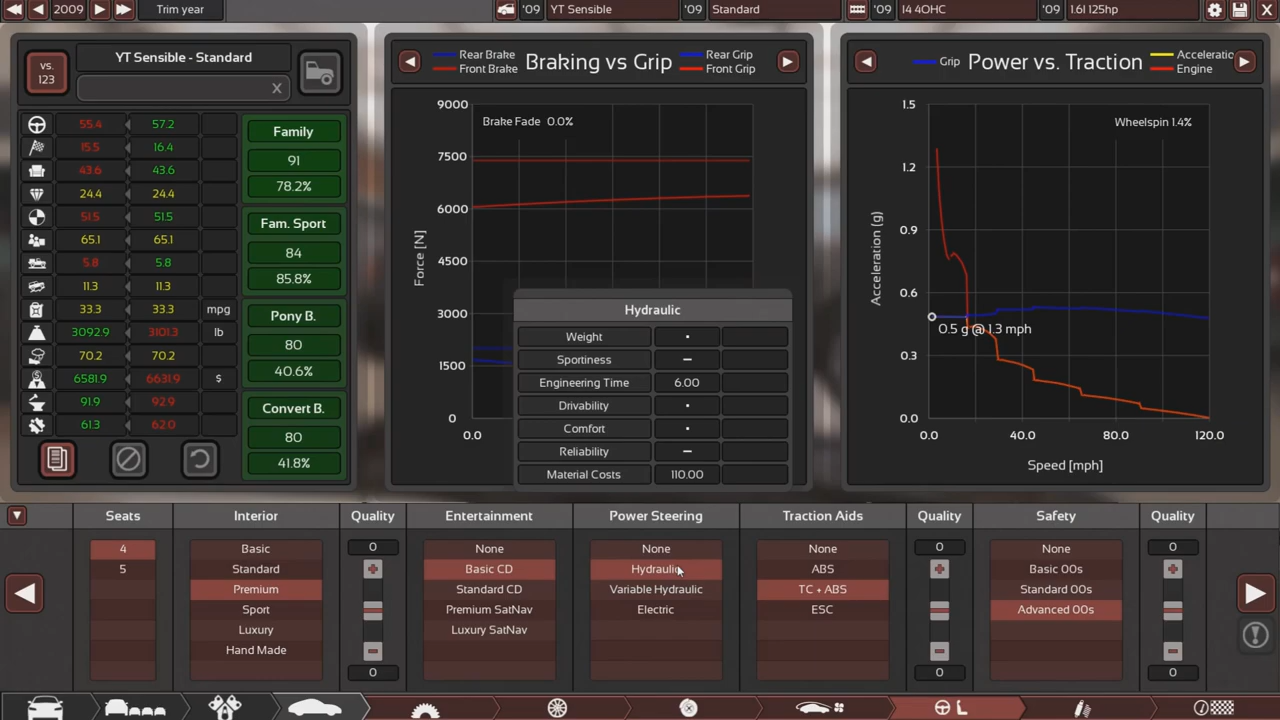 2009
Trim year
'09
YT Sensible
'09
Standard
'09
I4 4OHC
'09
1.6I 125hp
vs.
123
YT Sensible - Standard
X
55.4 57.2
15.5 16.4
43.6 43.6
24.4 24.4
51.5 51.5
65.1 65.1
5.8 5.8
11.3 11.3
33.3 33.3 mpg
3092.9 3101.3 lb
70.2 70.2
6581.9 6631.9 $
91.9 92.9
61.3 62.0
Family
91
78.2%
Fam. Sport
84
85.8%
Pony B.
80
40.6%
Convert B.
80
41.8%
Rear Brake
Front Brake
Braking vs Grip
Rear Grip
Front Grip
Brake Fade 0.0%
Force [N]
9000
7500
6000
4500
3000
1500
0
0.0
Hydraulic
Weight •
Sportiness –
Engineering Time 6.00
Drivability •
Comfort •
Reliability –
Material Costs 110.00
Grip
Power vs. Traction
Acceleratic
Engine
Wheelspin 1.4%
Acceleration [g]
1.5
1.2
0.9
0.6
0.3
0.0
0.5 g @ 1.3 mph
0.0 40.0 80.0 120.0
Speed [mph]
Seats
4
5
Interior
Basic
Standard
Premium
Sport
Luxury
Hand Made
Quality
0
0
Entertainment
None
Basic CD
Standard CD
Premium SatNav
Luxury SatNav
Power Steering
None
Hydraulic
Variable Hydraulic
Electric
Traction Aids
None
ABS
TC + ABS
ESC
Quality
0
0
Safety
None
Basic 00s
Standard 00s
Advanced 00s
Quality
0
0